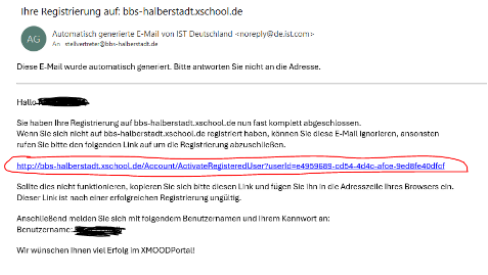 Ihre Registrierung auf: bbs-halberstadt.xschool.de
AG
Automatisch generierte E-Mail von IST Deutschland <noreply@de.ist.com>
An stellvertreter@bbs-halberstadt.de
Diese E-Mail wurde automatisch generiert. Bitte antworten Sie nicht an die Adresse.
Hallo
Sie haben Ihre Registrierung auf bbs-halberstadt.xschool.de nun fast komplett abgeschlossen.
Wenn Sie sich nicht auf bbs-halberstadt.xschool.de registriert haben, können Sie diese E-Mail ignorieren, ansonsten
rufen Sie bitte den folgenden Link auf um die Registrierung abzuschließen.
http://bbs-halberstadt.xschool.de/Account/ActivateRegisteredUser?userId=e4959689-cd54-4d4c-afce-9ed8fe40dfcf
Sollte dies nicht funktionieren, kopieren Sie sich bitte diesen Link und fügen Sie ihn in die Adresszeile Ihres Browsers ein.
Dieser Link ist nach einer erfolgreichen Registrierung ungültig.
Anschließend melden Sie sich mit folgendem Benutzernamen und Ihrem Kennwort an:
Benutzername:
Wir wünschen Ihnen viel Erfolg im XMOODPortal!